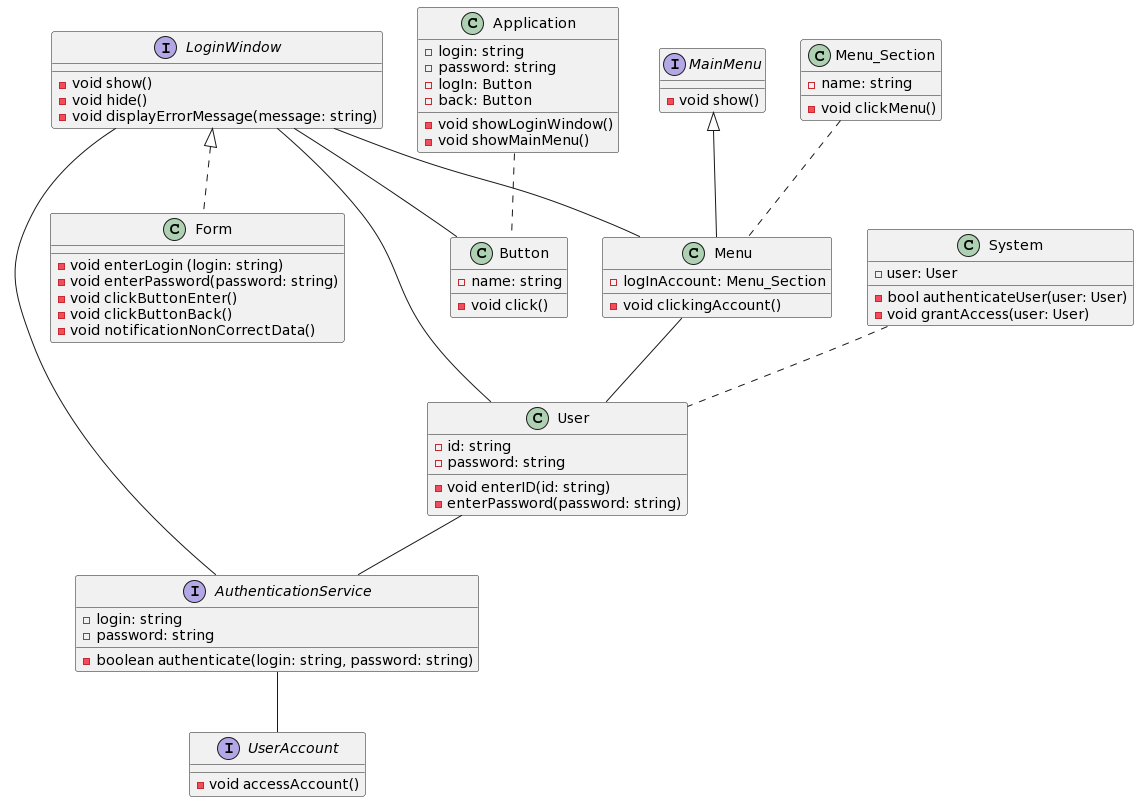 I LoginWindow
void show()
void hide()
void displayErrorMessage(message: string)
C Application
login: string
password: string
logIn: Button
back: Button
void showLoginWindow()
void showMainMenu()
I MainMenu
void show()
C Menu_Section
name: string
void clickMenu()
C Form
void enterLogin (login: string)
void enterPassword(password: string)
void clickButtonEnter()
void clickButtonBack()
void notificationNonCorrectData()
C Button
name: string
void click()
C Menu
logInAccount: Menu_Section
void clickingAccount()
C System
user: User
bool authenticateUser(user: User)
void grantAccess(user: User)
C User
id: string
password: string
void enterID(id: string)
enterPassword(password: string)
I AuthenticationService
login: string
password: string
boolean authenticate(login: string, password: string)
I UserAccount
void accessAccount()